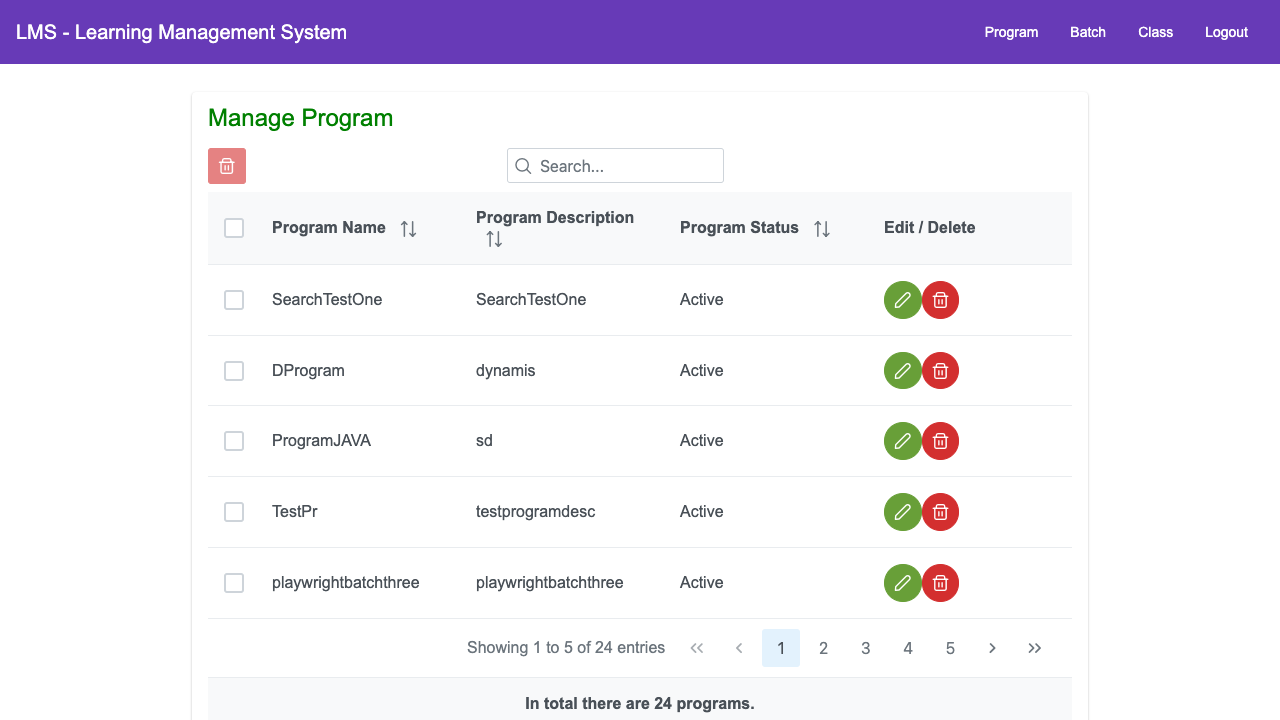 LMS - Learning Management System
Program Batch Class Logout
Manage Program
Search...
Program Name Program Description Program Status Edit / Delete
SearchTestOne SearchTestOne Active
DProgram dynamis Active
ProgramJAVA sd Active
TestPr testprogramdesc Active
playwrightbatchthree playwrightbatchthree Active
Showing 1 to 5 of 24 entries 1 2 3 4 5
In total there are 24 programs.